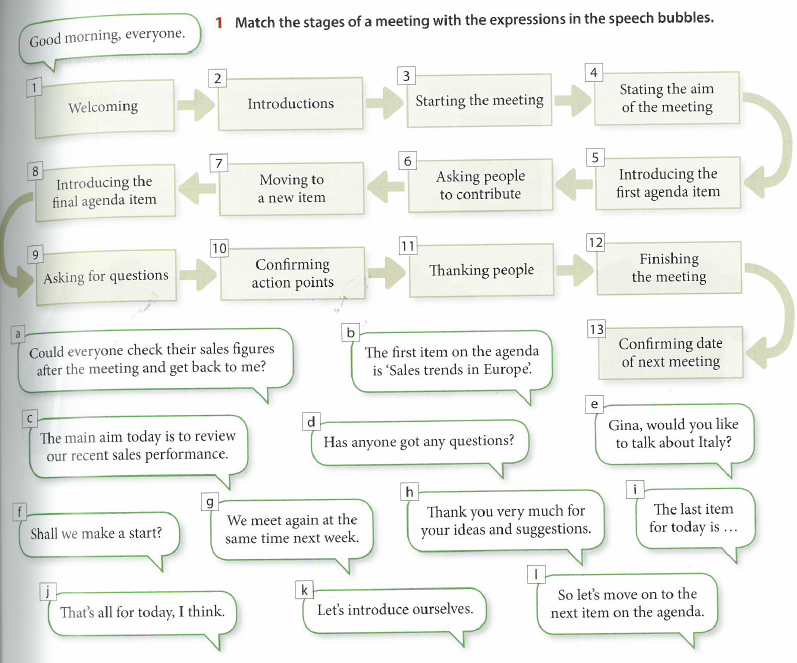 1 Match the stages of a meeting with the expressions in the speech bubbles.
Good morning, everyone.
1
Welcoming
2
Introductions
3
Starting the meeting
4
Stating the aim
of the meeting
5
Introducing the
first agenda item
6
Asking people
to contribute
7
Moving to
a new item
8
Introducing the
final agenda item
9
Asking for questions
10
Confirming
action points
11
Thanking people
12
Finishing
the meeting
13
Confirming date
of next meeting
a
Could everyone check their sales figures
after the meeting and get back to me?
b
The first item on the agenda
is ‘Sales trends in Europe’.
c
The main aim today is to review
our recent sales performance.
d
Has anyone got any questions?
e
Gina, would you like
to talk about Italy?
f
Shall we make a start?
g
We meet again at the
same time next week.
h
Thank you very much for
your ideas and suggestions.
i
The last item
for today is …
j
That’s all for today, I think.
k
Let’s introduce ourselves.
l
So let’s move on to the
next item on the agenda.